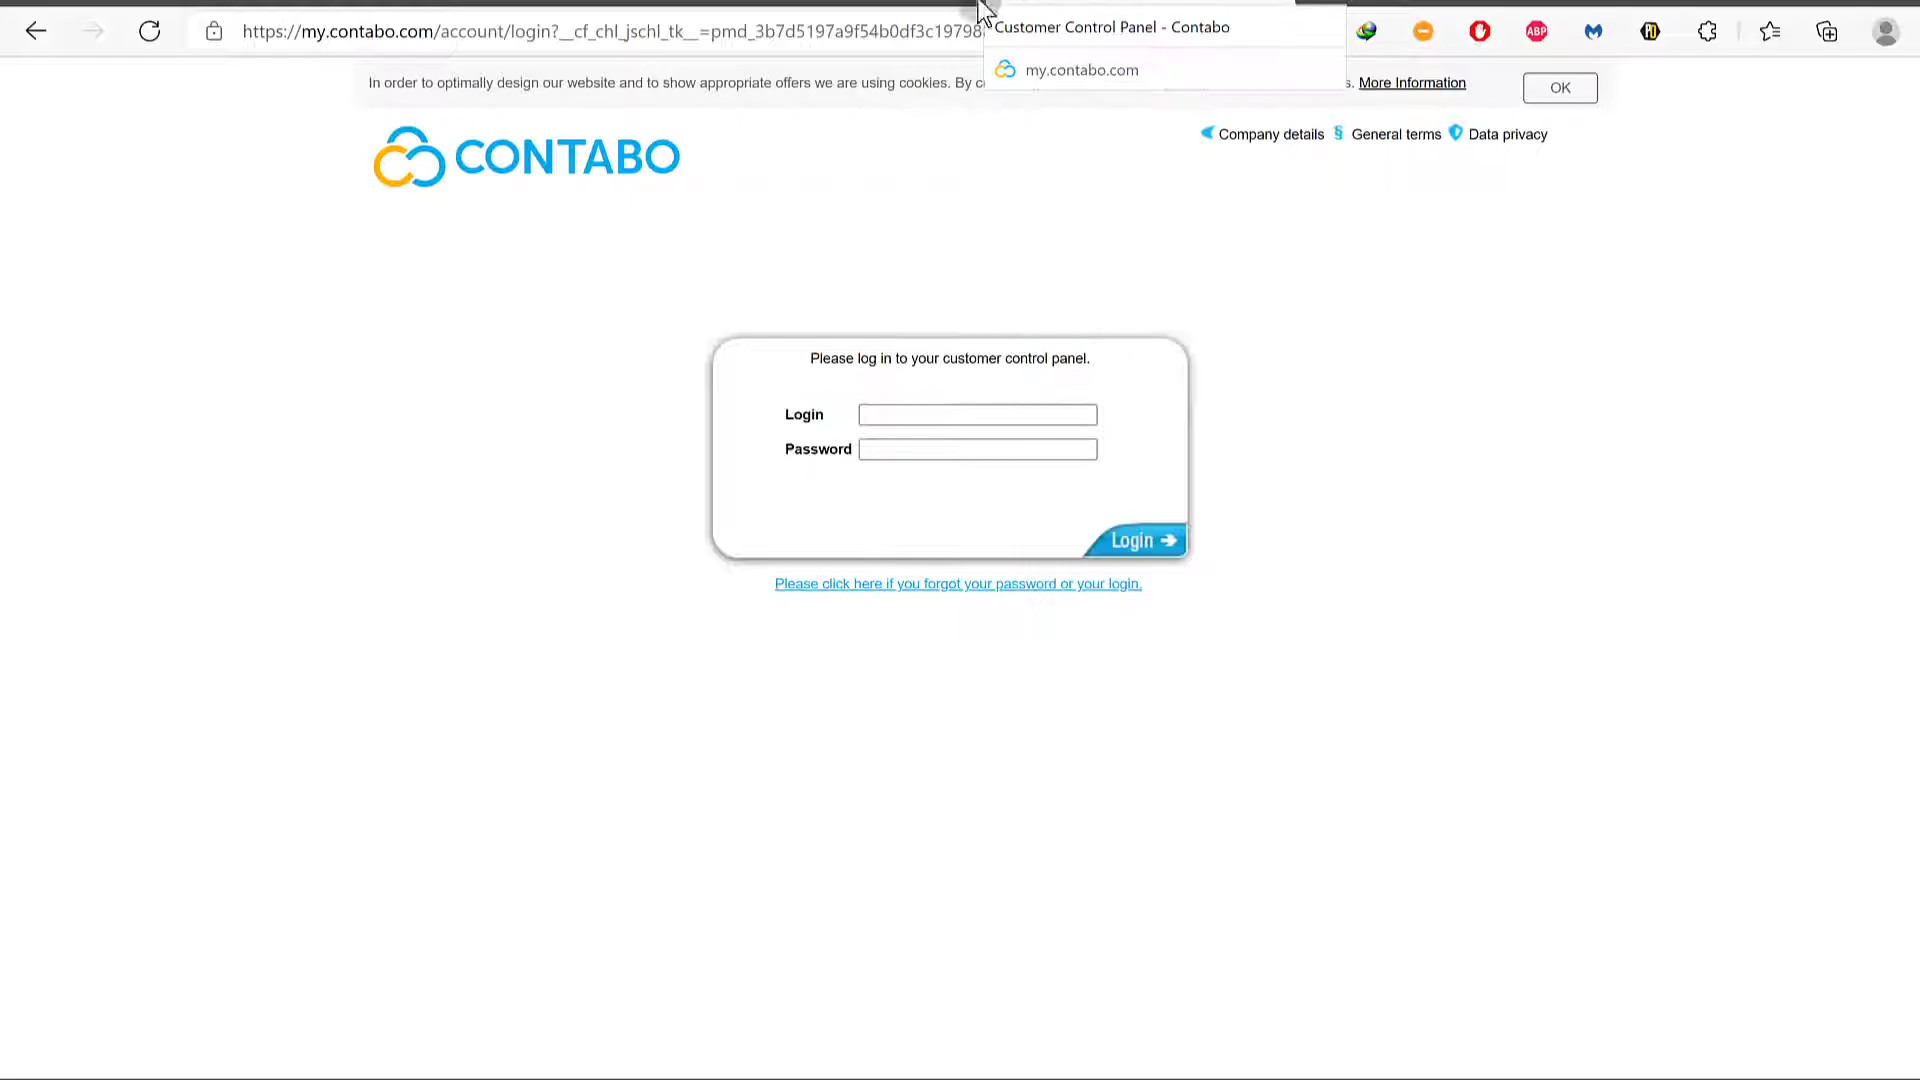 https://my.contabo.com/account/login?__cf_chl_jschl_tk__=pmd_3b7d5197a9f54b0df3c19798
Customer Control Panel - Contabo
my.contabo.com
ABP
In order to optimally design our website and to show appropriate offers we are using cookies. By c
s. More Information
OK
CONTABO
Company details § General terms Data privacy
Please log in to your customer control panel.
Login
Password
Login
Please click here if you forgot your password or your login.